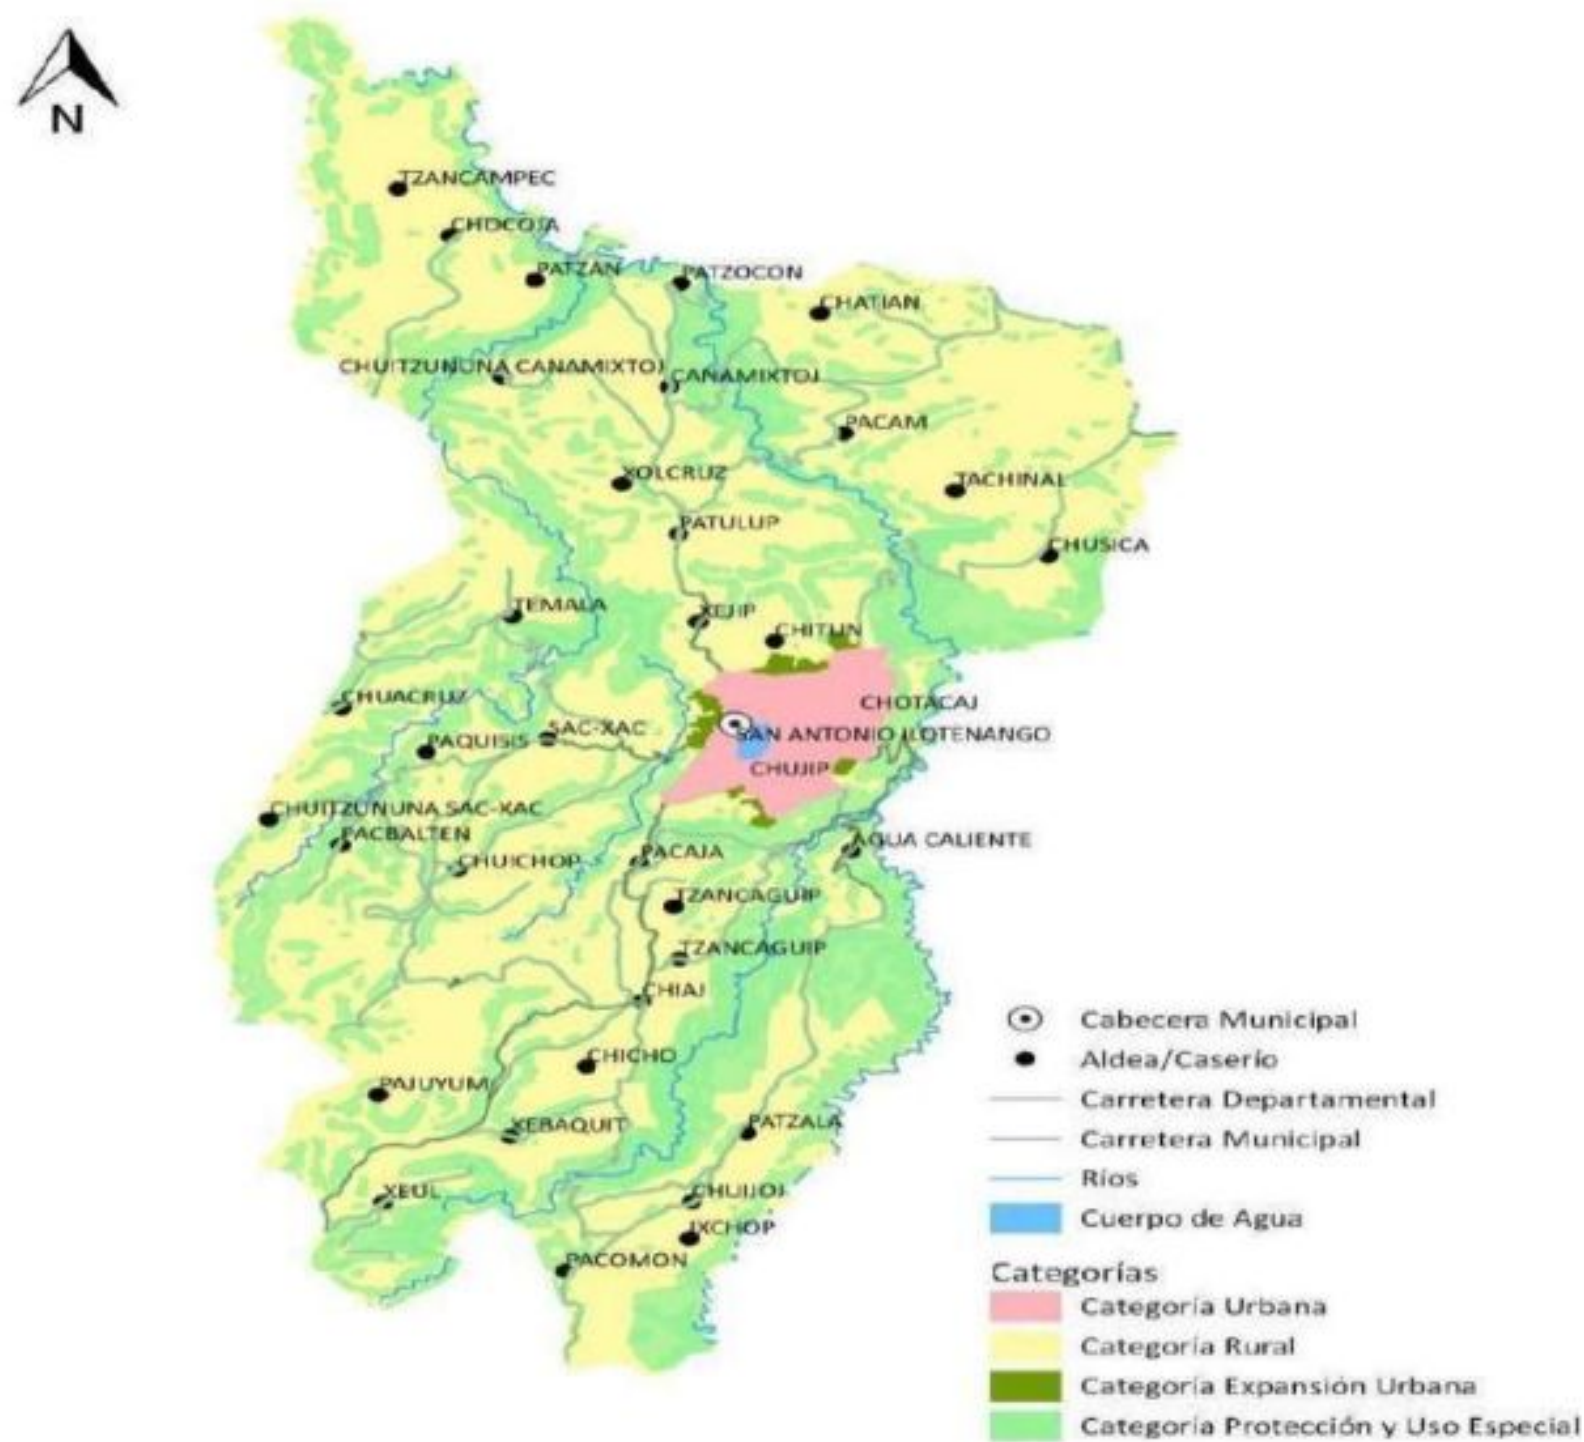 N
TZANCAMPEC
CHOCOJA
PATZAN
PATZOCON
CHATIAN
CHUITZUNUNA CANAMIXTOJ
CANAMIXTOJ
PACAM
XOLCRUZ
TACHINAL
PATULUP
CHUSICA
TEMALA
XEJIP
CHITUN
CHUACRUZ
CHOTACAJ
SAC-XAC
SAN ANTONIO ILOTENANGO
PAQUISIS
CHUJIP
CHUITZUNUNA SAC-XAC
PACBALTEN
AGUA CALIENTE
CHUICHOP
PACAJA
TZANCAGUIP
TZANCAGUIP
CHIAJ
CHICHO
PAJUYUM
XEBAQUIT
PATZALA
XEUL
CHUIJOJ
IXCHOP
PACOMON
Cabecera Municipal
Aldea/Caserío
Carretera Departamental
Carretera Municipal
Ríos
Cuerpo de Agua
Categorías
Categoría Urbana
Categoría Rural
Categoría Expansión Urbana
Categoría Protección y Uso Especial